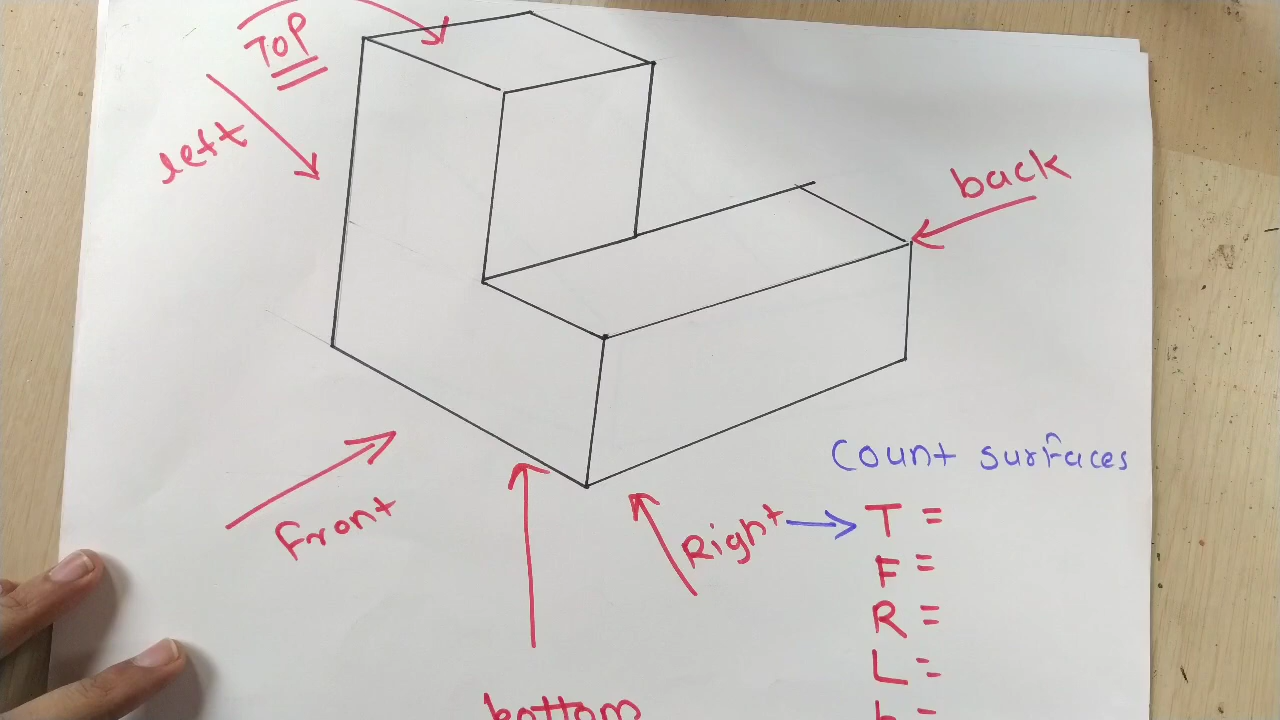 TOP
left
back
Front
Right
bottom
Count surfaces
T =
F =
R =
L =